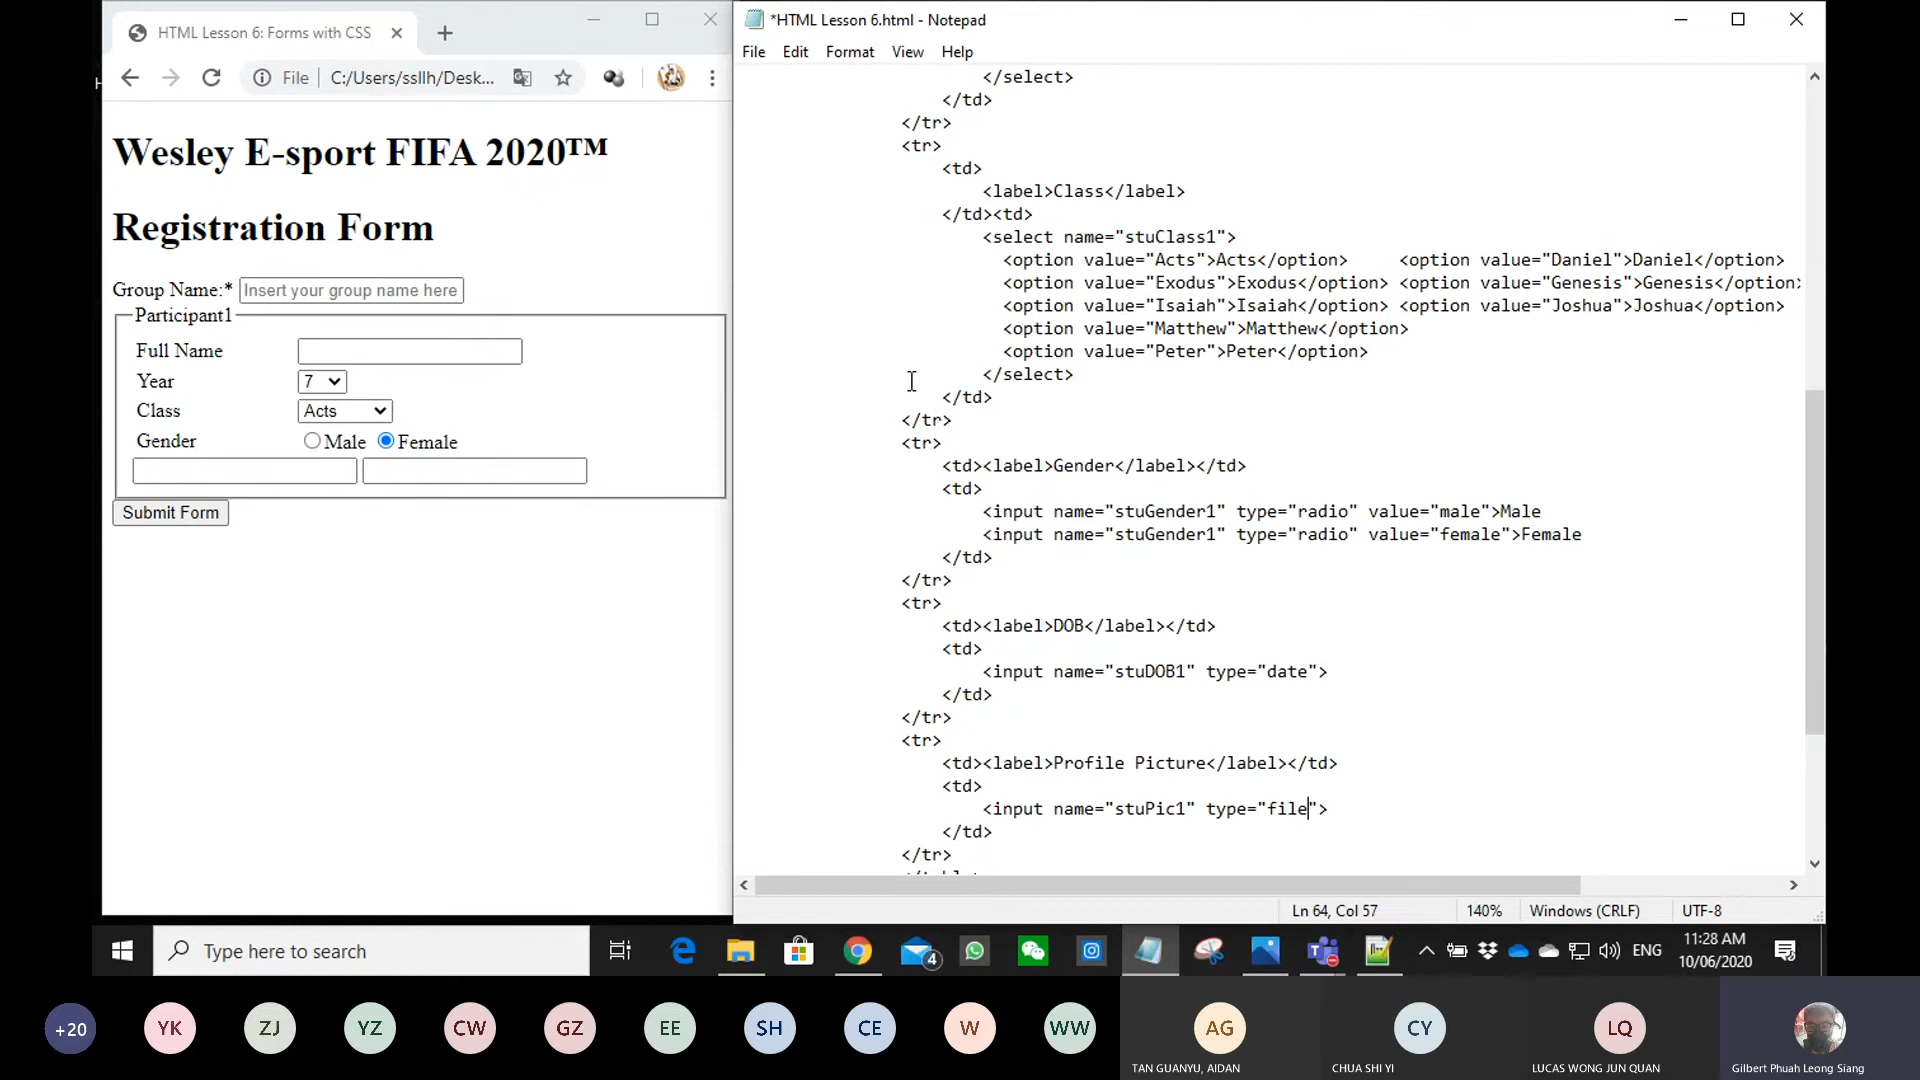 HTML Lesson 6: Forms with CSS
File
C:/Users/ssllh/Desk...
Wesley E-sport FIFA 2020™
Registration Form
Group Name:* Insert your group name here
Participant1
Full Name
Year 7
Class Acts
Gender Male Female
Submit Form
*HTML Lesson 6.html - Notepad
File Edit Format View Help
</select>
</td>
</tr>
<tr>
<td>
<label>Class</label>
</td><td>
<select name="stuClass1">
<option value="Acts">Acts</option> <option value="Daniel">Daniel</option>
<option value="Exodus">Exodus</option> <option value="Genesis">Genesis</option>
<option value="Isaiah">Isaiah</option> <option value="Joshua">Joshua</option>
<option value="Matthew">Matthew</option>
<option value="Peter">Peter</option>
</select>
</td>
</tr>
<tr>
<td><label>Gender</label></td>
<td>
<input name="stuGender1" type="radio" value="male">Male
<input name="stuGender1" type="radio" value="female">Female
</td>
</tr>
<tr>
<td><label>DOB</label></td>
<td>
<input name="stuDOB1" type="date">
</td>
</tr>
<tr>
<td><label>Profile Picture</label></td>
<td>
<input name="stuPic1" type="file">
</td>
</tr>
Ln 64, Col 57 140% Windows (CRLF) UTF-8
Type here to search
4
ENG
11:28 AM
10/06/2020
+20 YK ZJ YZ CW GZ EE SH CE W WW AG CY LQ
TAN GUANYU, AIDAN CHUA SHI YI LUCAS WONG JUN QUAN Gilbert Phuah Leong Siang